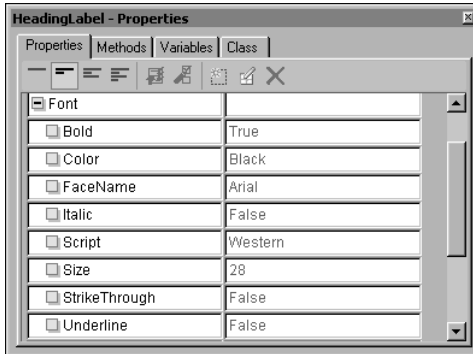 HeadingLabel - Properties
Properties Methods Variables Class
Font
Bold True
Color Black
FaceName Arial
Italic False
Script Western
Size 28
StrikeThrough False
Underline False